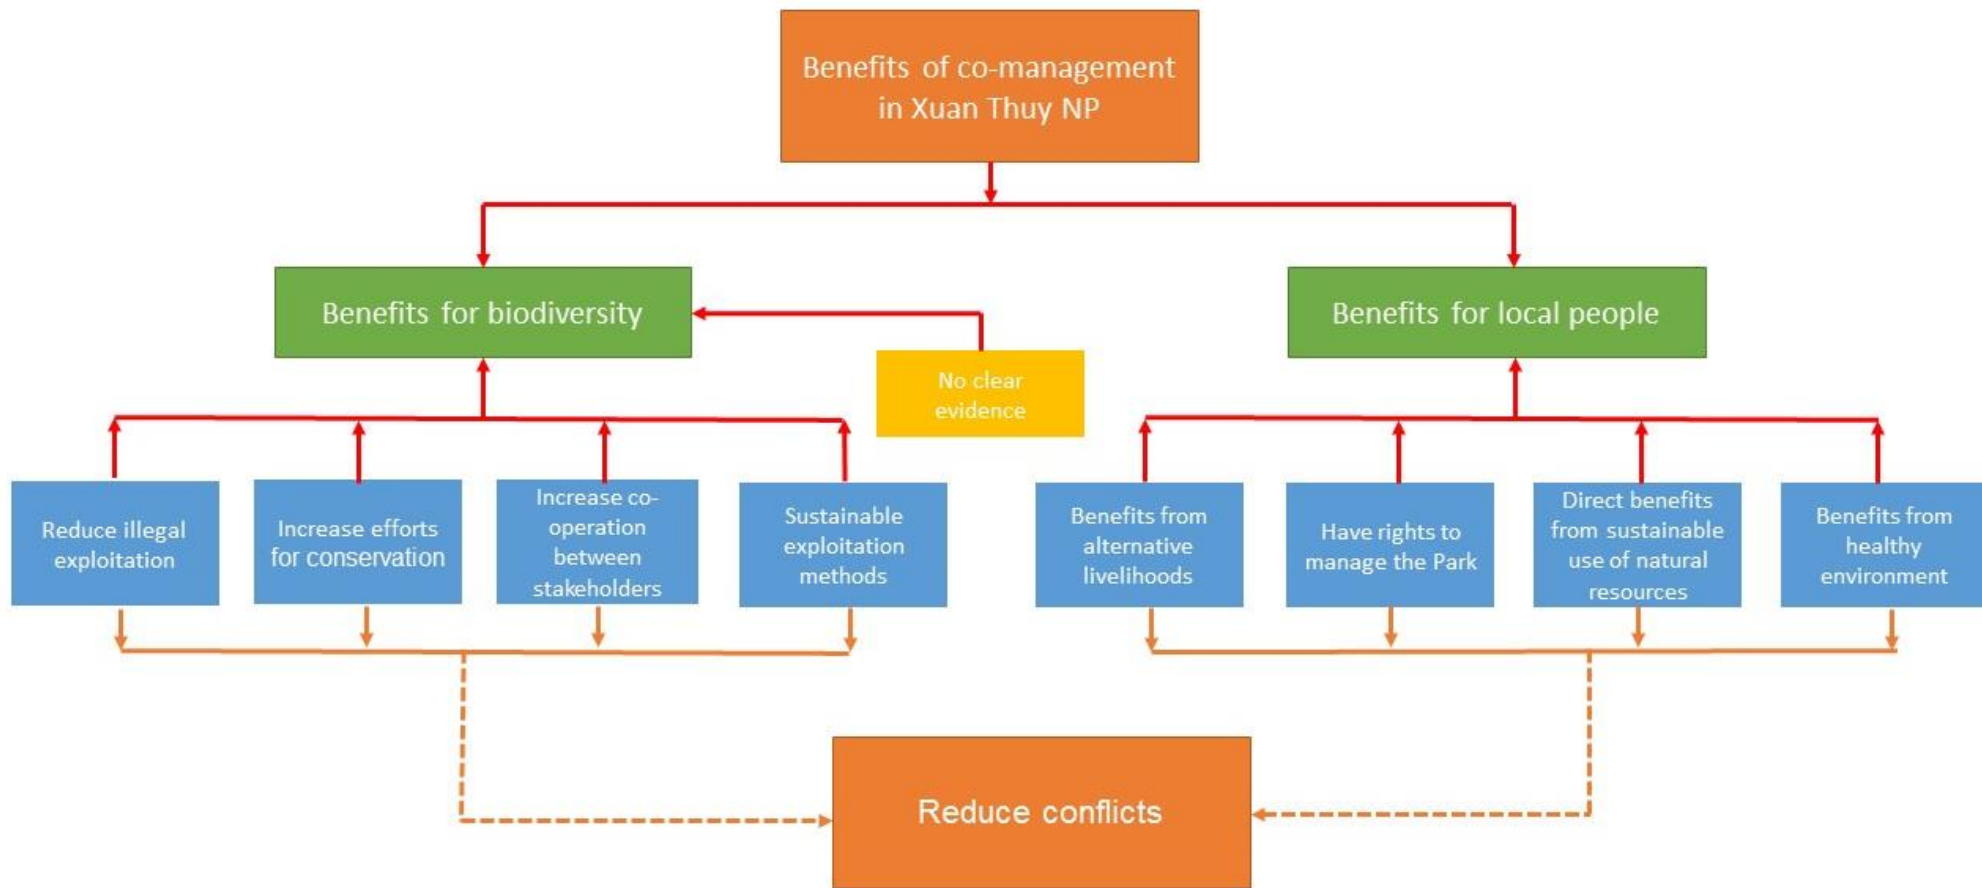 Benefits of co-management
in Xuan Thuy NP
Benefits for biodiversity
Benefits for local people
No clear
evidence
Reduce illegal
exploitation
Increase efforts
for conservation
Increase co-
operation
between
stakeholders
Sustainable
exploitation
methods
Benefits from
alternative
livelihoods
Have rights to
manage the Park
Direct benefits
from sustainable
use of natural
resources
Benefits from
healthy
environment
Reduce conflicts